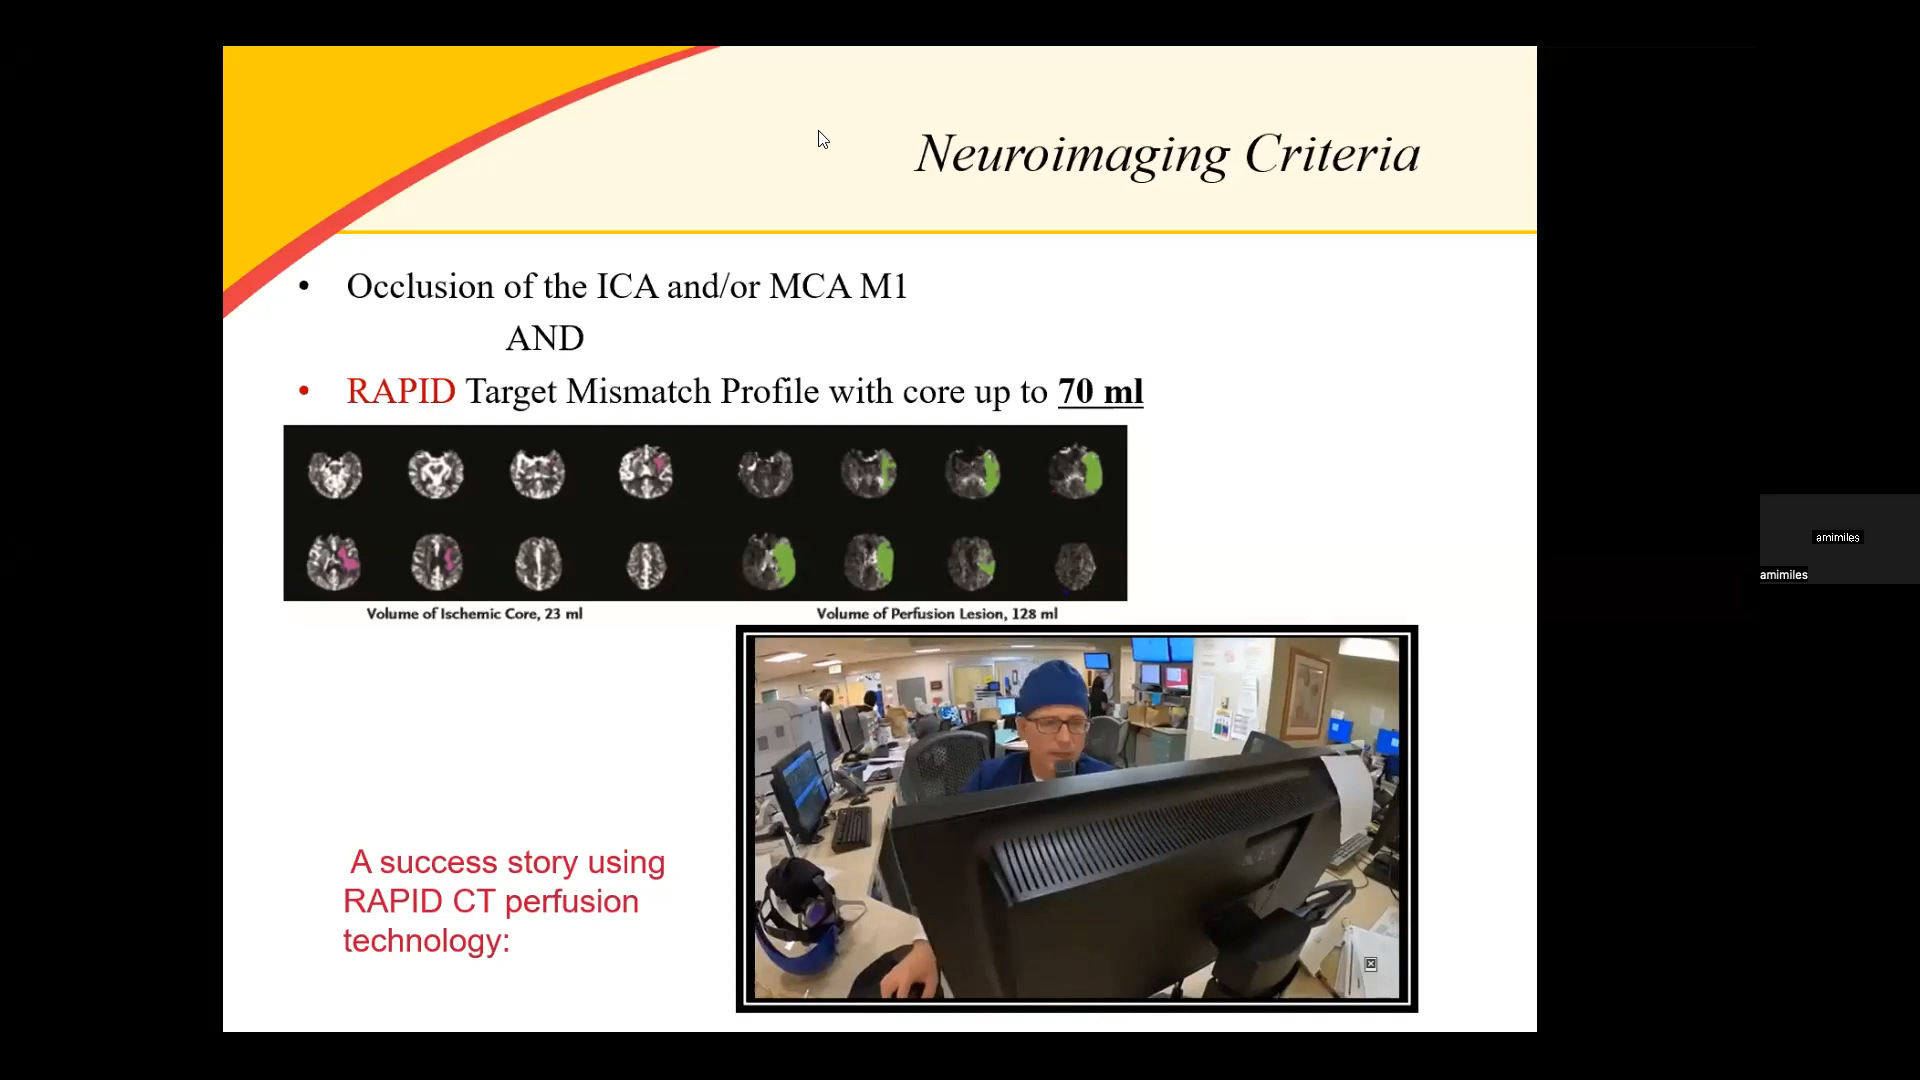 Neuroimaging Criteria
• Occlusion of the ICA and/or MCA M1
AND
• RAPID Target Mismatch Profile with core up to 70 ml
Volume of Ischemic Core, 23 ml
Volume of Perfusion Lesion, 128 ml
A success story using
RAPID CT perfusion
technology:
amimiles
amimiles